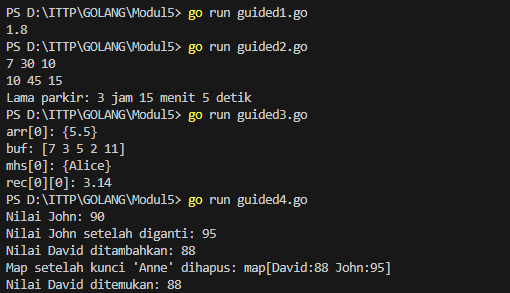 PS D:\ITTP\GOLANG\Modul5> go run guided1.go
1.8
PS D:\ITTP\GOLANG\Modul5> go run guided2.go
7 30 10
10 45 15
Lama parkir: 3 jam 15 menit 5 detik
PS D:\ITTP\GOLANG\Modul5> go run guided3.go
arr[0]: {5.5}
buf: [7 3 5 2 11]
mhs[0]: {Alice}
rec[0][0]: 3.14
PS D:\ITTP\GOLANG\Modul5> go run guided4.go
Nilai John: 90
Nilai John setelah diganti: 95
Nilai David ditambahkan: 88
Map setelah kunci 'Anne' dihapus: map[David:88 John:95]
Nilai David ditemukan: 88